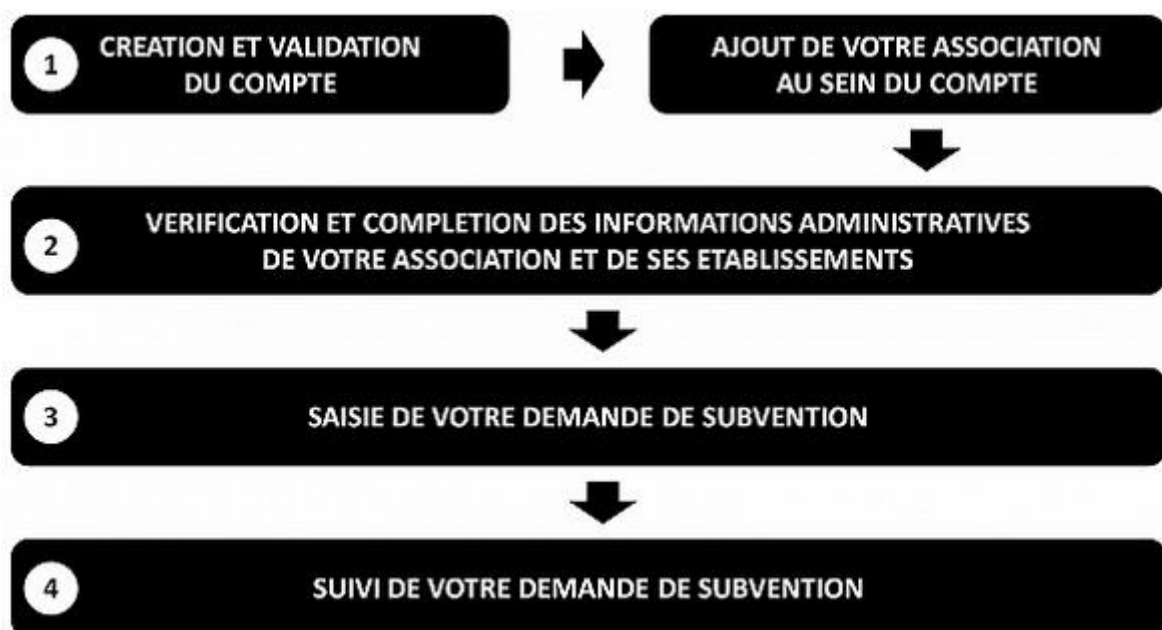 1
CREATION ET VALIDATION
DU COMPTE
AJOUT DE VOTRE ASSOCIATION
AU SEIN DU COMPTE
2
VERIFICATION ET COMPLETION DES INFORMATIONS ADMINISTRATIVES
DE VOTRE ASSOCIATION ET DE SES ETABLISSEMENTS
3
SAISIE DE VOTRE DEMANDE DE SUBVENTION
4
SUIVI DE VOTRE DEMANDE DE SUBVENTION